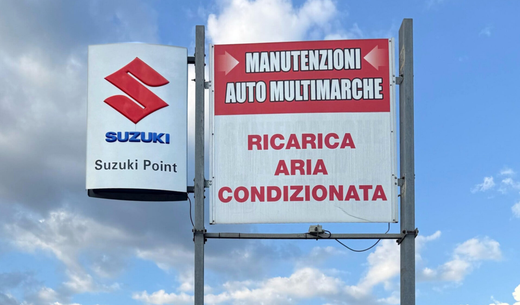 SUZUKI
Suzuki Point
MANUTENZIONI
AUTO MULTIMARCHE
RICARICA
ARIA
CONDIZIONATA